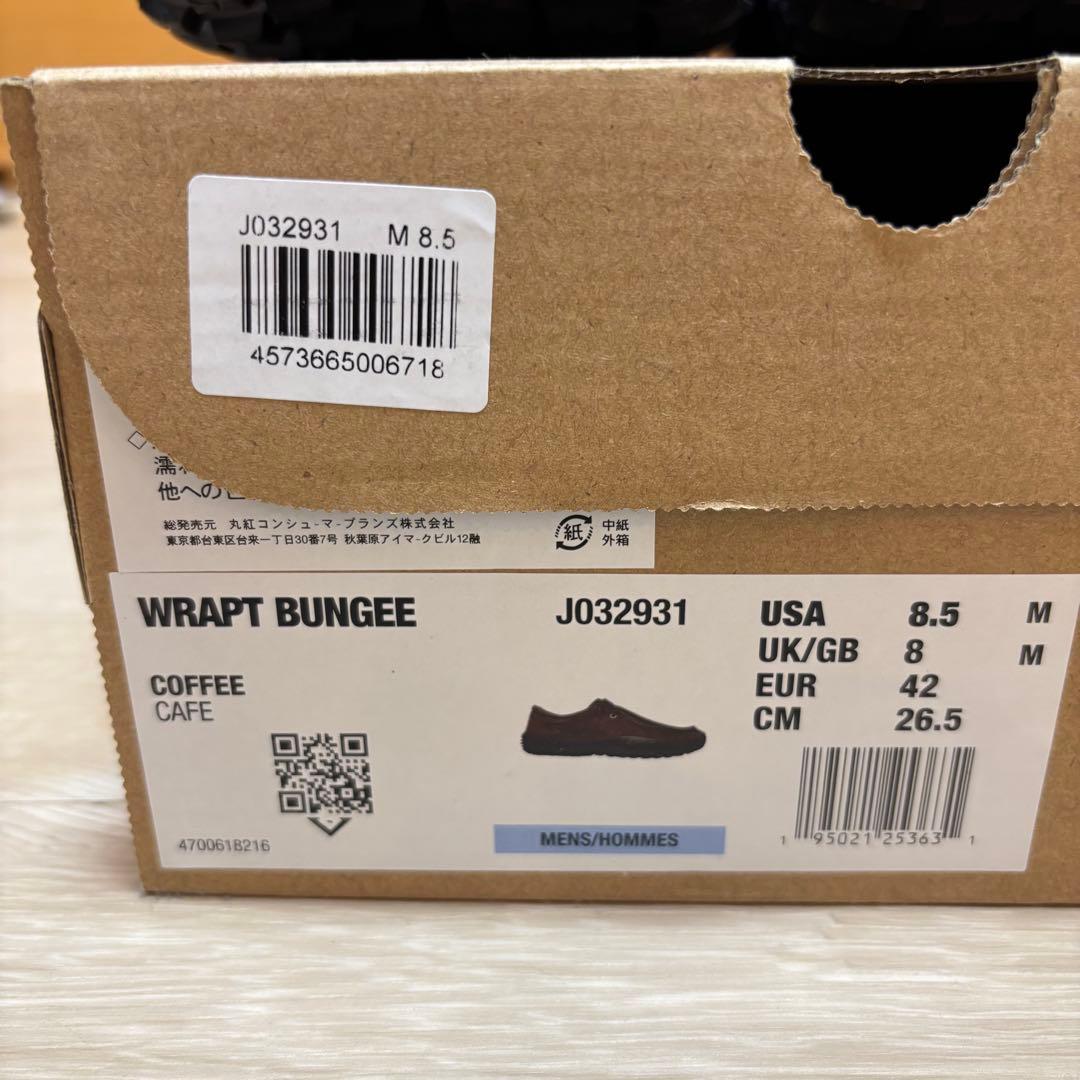 J032931 M 8.5
4573665006718
他への
総発売元 丸紅コンシューマーブランズ株式会社
東京都台東区台東一丁目30番7号 秋葉原アイマークビル12階
紙 中紙
外箱
WRAPT BUNGEE J032931
USA 8.5 M
UK/GB 8 M
EUR 42
CM 26.5
COFFEE
CAFE
470061B216
MENS/HOMMES
1 95021 25363 1